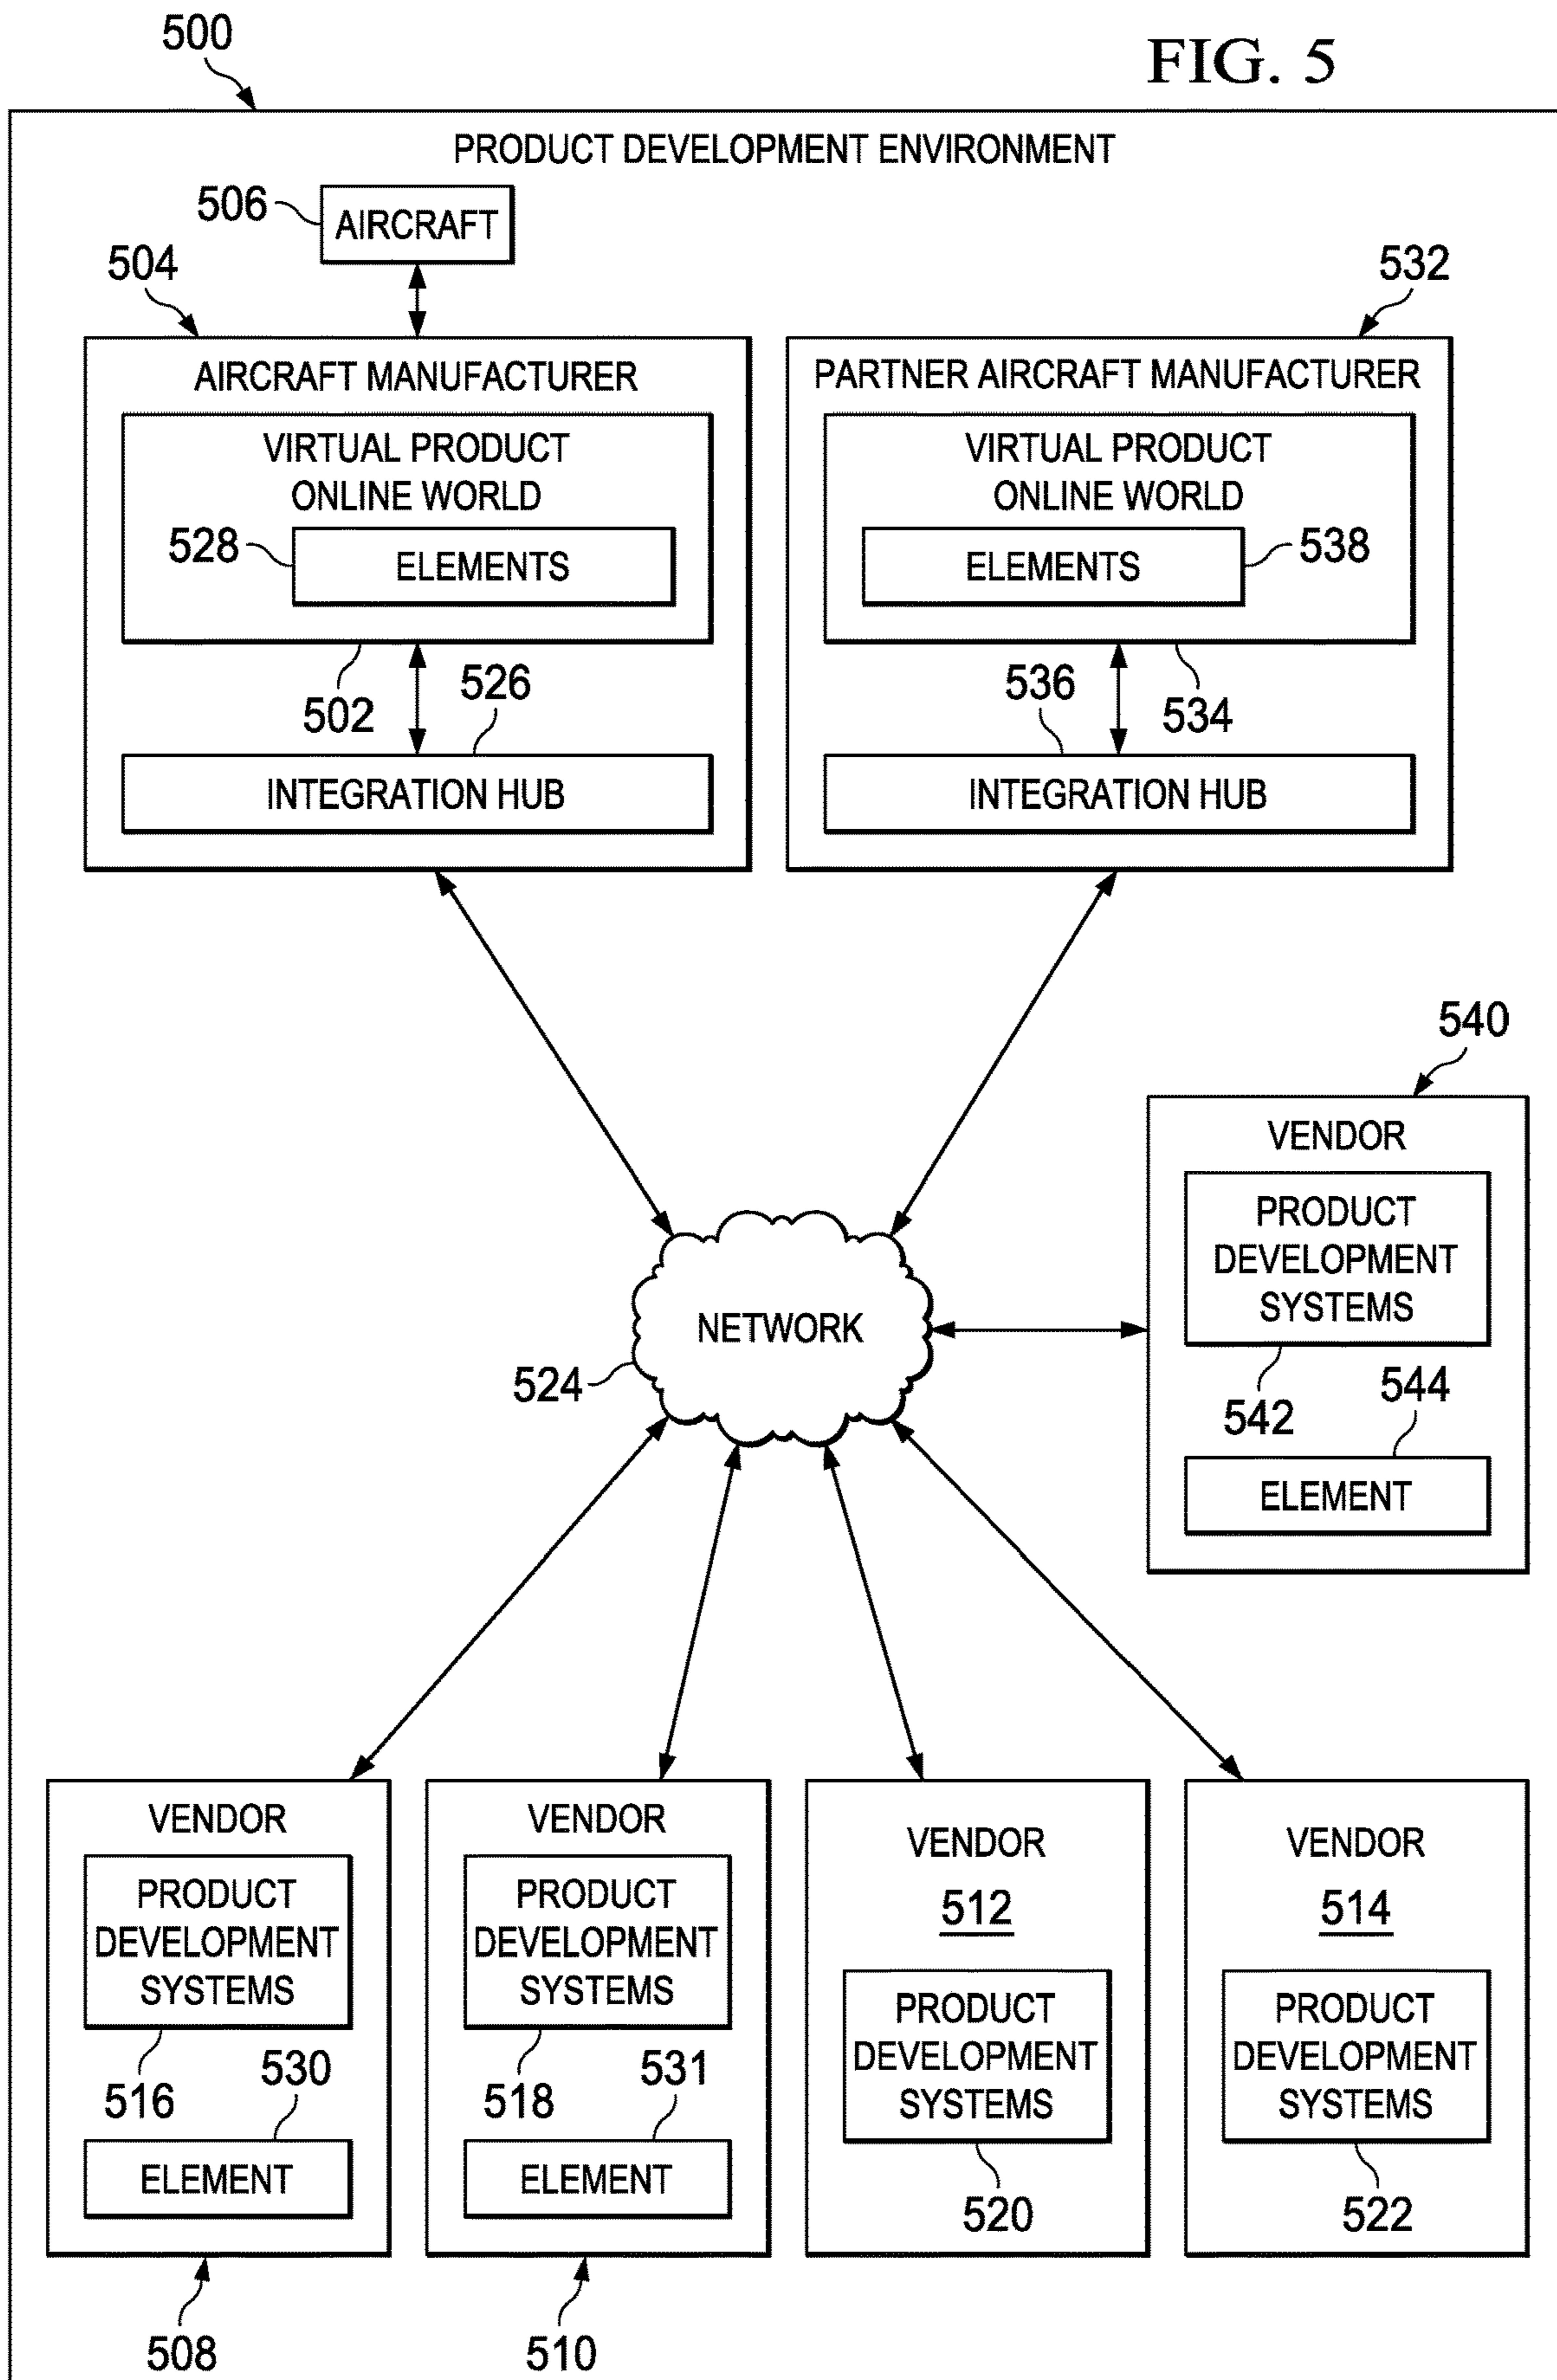 500
FIG. 5
PRODUCT DEVELOPMENT ENVIRONMENT
506
AIRCRAFT
504
532
AIRCRAFT MANUFACTURER
VIRTUAL PRODUCT
ONLINE WORLD
528
ELEMENTS
502
526
INTEGRATION HUB
PARTNER AIRCRAFT MANUFACTURER
VIRTUAL PRODUCT
ONLINE WORLD
ELEMENTS
538
536
534
INTEGRATION HUB
540
VENDOR
PRODUCT
DEVELOPMENT
SYSTEMS
542
544
ELEMENT
NETWORK
524
VENDOR
PRODUCT
DEVELOPMENT
SYSTEMS
516
530
ELEMENT
508
VENDOR
PRODUCT
DEVELOPMENT
SYSTEMS
518
531
ELEMENT
510
VENDOR
512
PRODUCT
DEVELOPMENT
SYSTEMS
520
VENDOR
514
PRODUCT
DEVELOPMENT
SYSTEMS
522